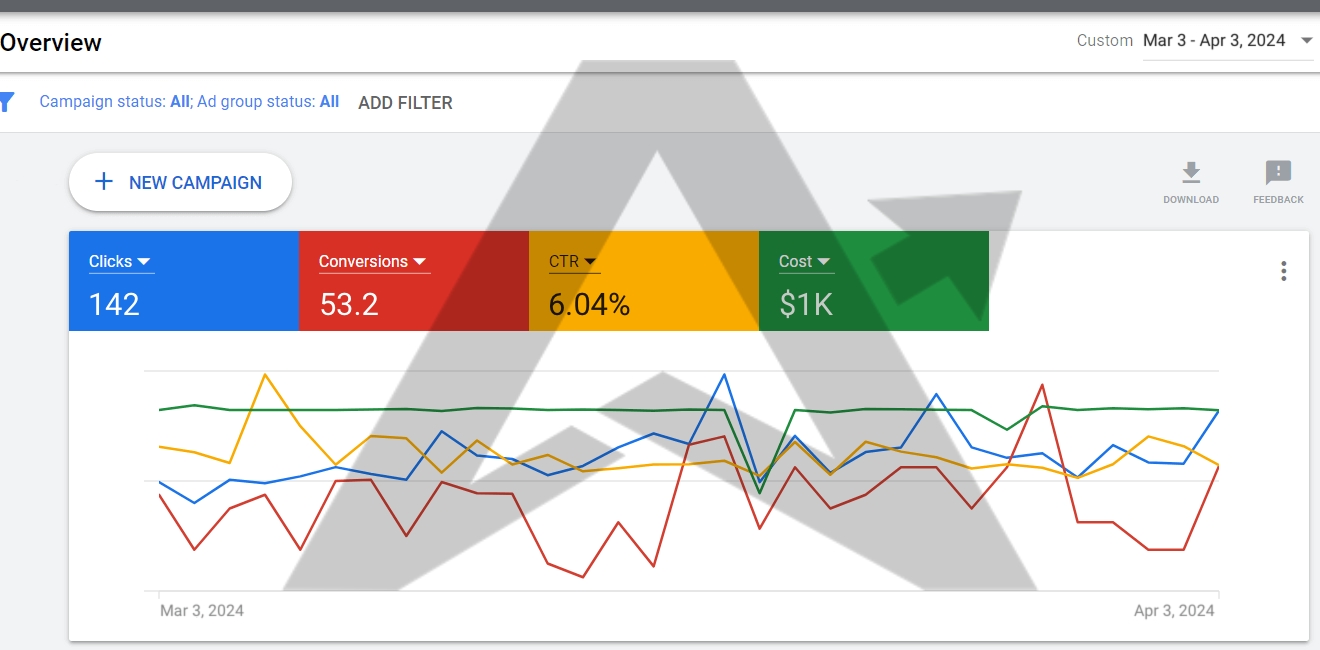 Overview
Custom Mar 3 - Apr 3, 2024
Campaign status: All; Ad group status: All ADD FILTER
+ NEW CAMPAIGN
DOWNLOAD FEEDBACK
Clicks Conversions CTR Cost
142 53.2 6.04% $1K
Mar 3, 2024 Apr 3, 2024